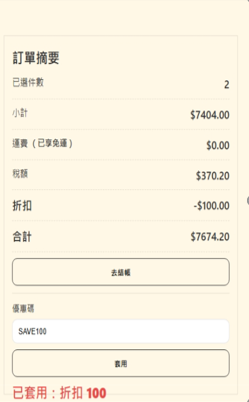 訂單摘要
已選件數 2
小計 $7404.00
運費（已享免運） $0.00
稅額 $370.20
折扣 -$100.00
合計 $7674.20
去結帳
優惠碼
SAVE100
套用
已套用：折扣 100